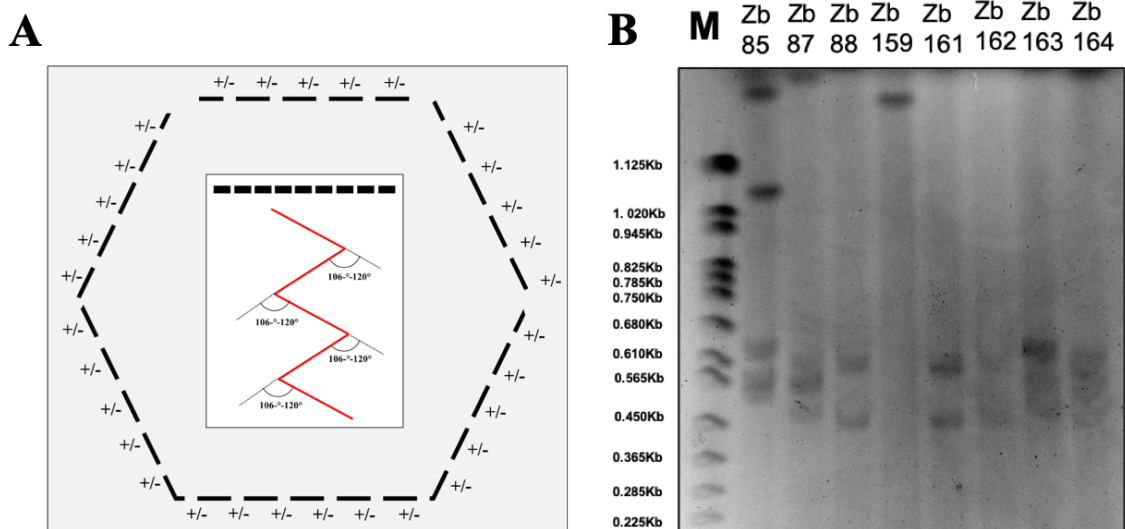 A
+/- +/- +/- +/- +/-
+/- +/-
+/- +/-
+/- +/-
+/- +/-
+/- +/-
106-°-120°
106-°-120°
106-°-120°
106-°-120°
+/- +/-
+/- +/-
+/- +/-
+/- +/-
+/- +/-
+/- +/- +/- +/- +/- +/-
B
M
Zb Zb Zb Zb Zb Zb Zb Zb
85 87 88 159 161 162 163 164
1.125Kb
1. 020Kb
0.945Kb
0.825Kb
0.785Kb
0.750Kb
0.680Kb
0.610Kb
0.565Kb
0.450Kb
0.365Kb
0.285Kb
0.225Kb